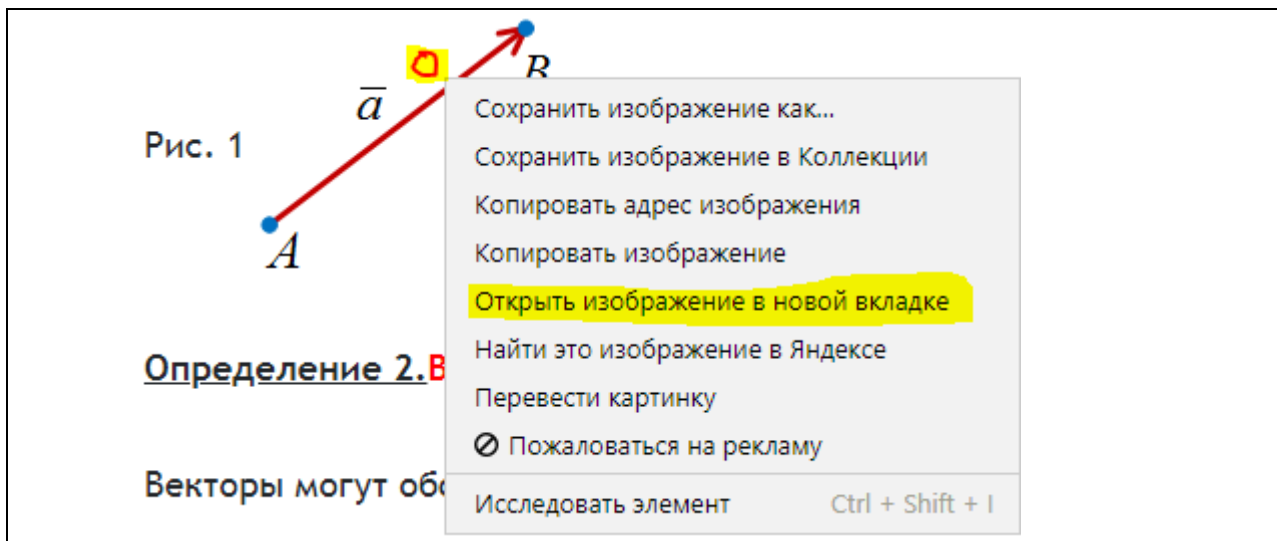 B
a
Рис. 1
A
Сохранить изображение как...
Сохранить изображение в Коллекции
Копировать адрес изображения
Копировать изображение
Открыть изображение в новой вкладке
Найти это изображение в Яндексе
Перевести картинку
Пожаловаться на рекламу
Исследовать элемент Ctrl + Shift + I
Определение 2.В
Векторы могут